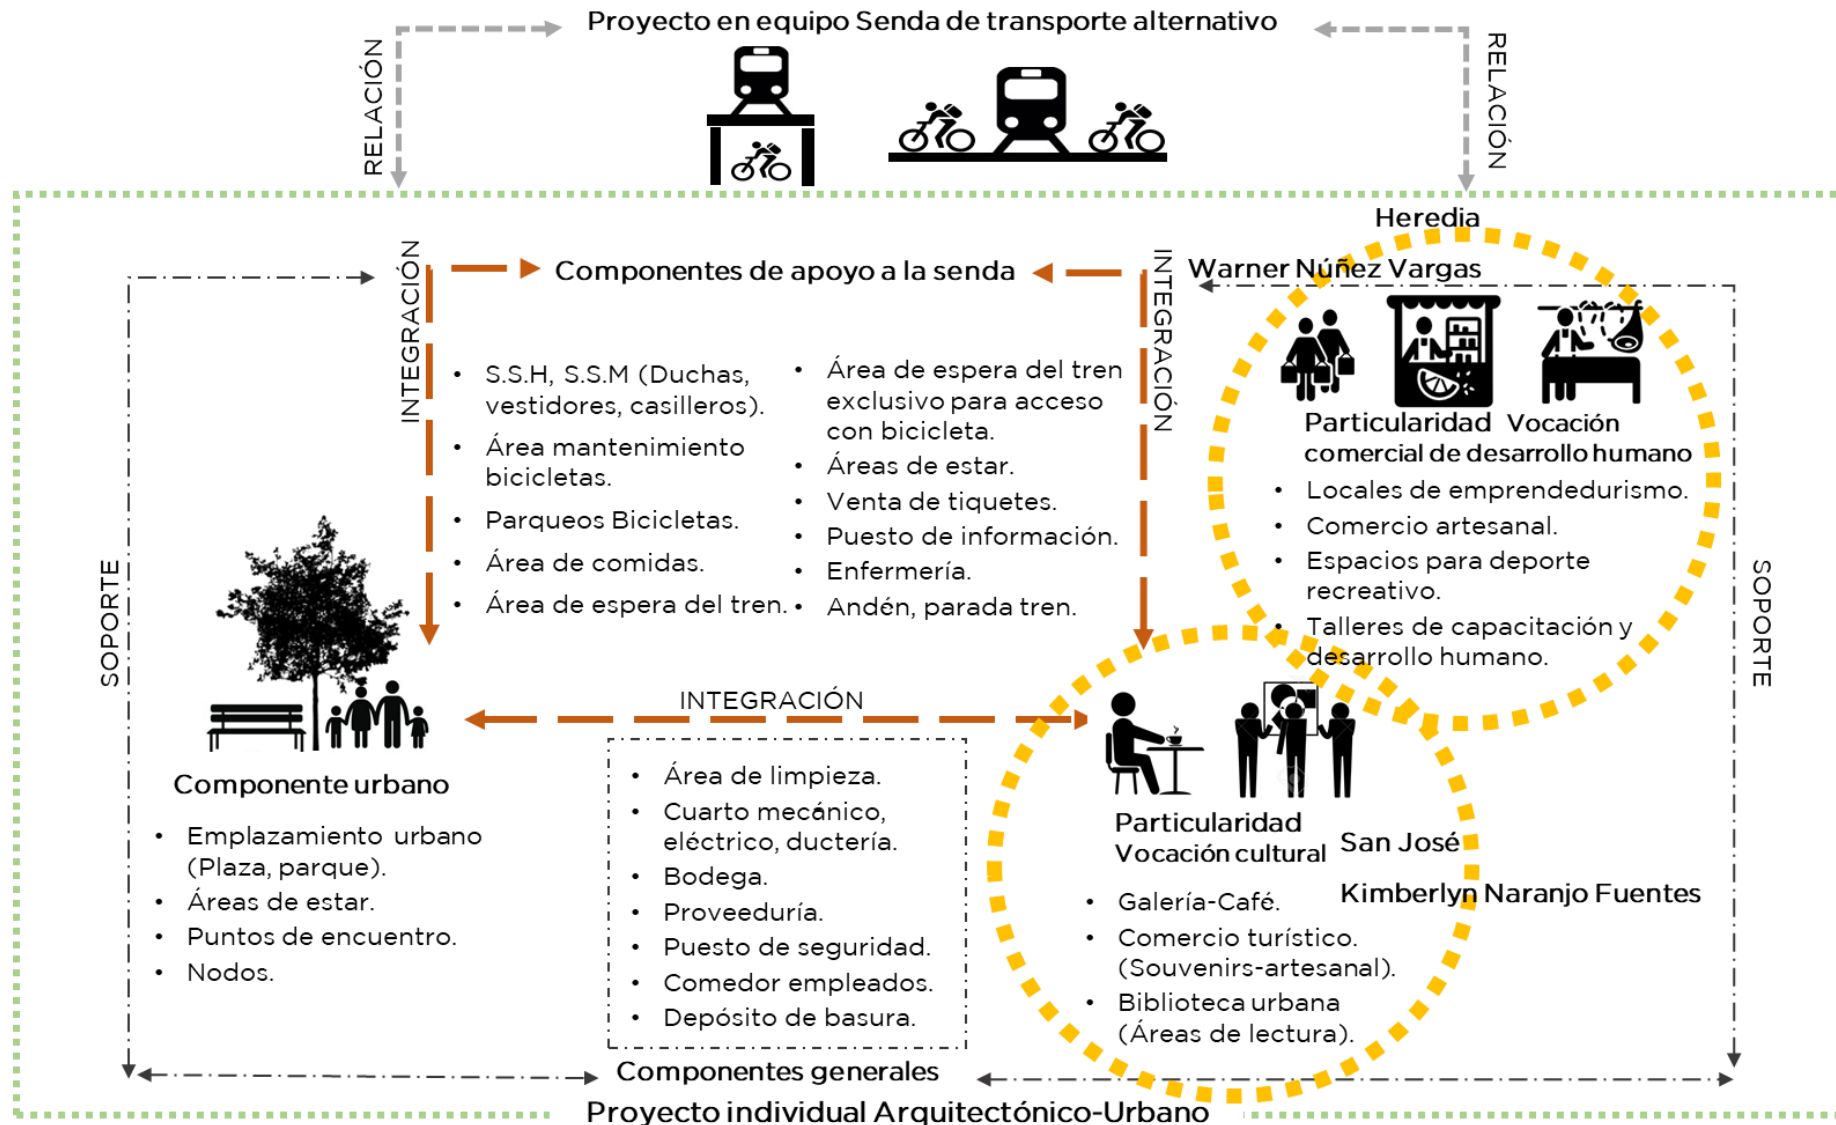 Proyecto en equipo Senda de transporte alternativo
RELACIÓN
RELACIÓN
Heredia
Warner Núñez Vargas
INTEGRACIÓN
Componentes de apoyo a la senda
INTEGRACIÓN
• S.S.H, S.S.M (Duchas,
vestidores, casilleros).
• Área mantenimiento
bicicletas.
• Parqueos Bicicletas.
• Área de comidas.
• Área de espera del tren.
• Área de espera del tren
exclusivo para acceso
con bicicleta.
• Áreas de estar.
• Venta de tiquetes.
• Puesto de información.
• Enfermería.
• Andén, parada tren.
Particularidad Vocación
comercial de desarrollo humano
• Locales de emprendedurismo.
• Comercio artesanal.
• Espacios para deporte
recreativo.
• Talleres de capacitación y
desarrollo humano.
SOPORTE
SOPORTE
INTEGRACIÓN
Componente urbano
• Emplazamiento urbano
(Plaza, parque).
• Áreas de estar.
• Puntos de encuentro.
• Nodos.
• Área de limpieza.
• Cuarto mecánico,
eléctrico, ductería.
• Bodega.
• Proveeduría.
• Puesto de seguridad.
• Comedor empleados.
• Depósito de basura.
Particularidad
Vocación cultural
San José
Kimberlyn Naranjo Fuentes
• Galería-Café.
• Comercio turístico.
(Souvenirs-artesanal).
• Biblioteca urbana
(Áreas de lectura).
Componentes generales
Proyecto individual Arquitectónico-Urbano